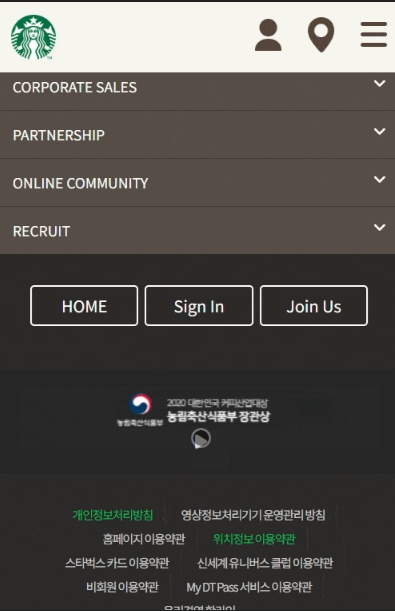 CORPORATE SALES
PARTNERSHIP
ONLINE COMMUNITY
RECRUIT
HOME Sign In Join Us
2020 대한민국 커피산업대상
농림축산식품부 농림축산식품부 장관상
개인정보처리방침 영상정보처리기기 운영관리 방침
홈페이지 이용약관 위치정보 이용약관
스타벅스 카드 이용약관 신세계 유니버스 클럽 이용약관
비회원 이용약관 My DT Pass 서비스 이용약관